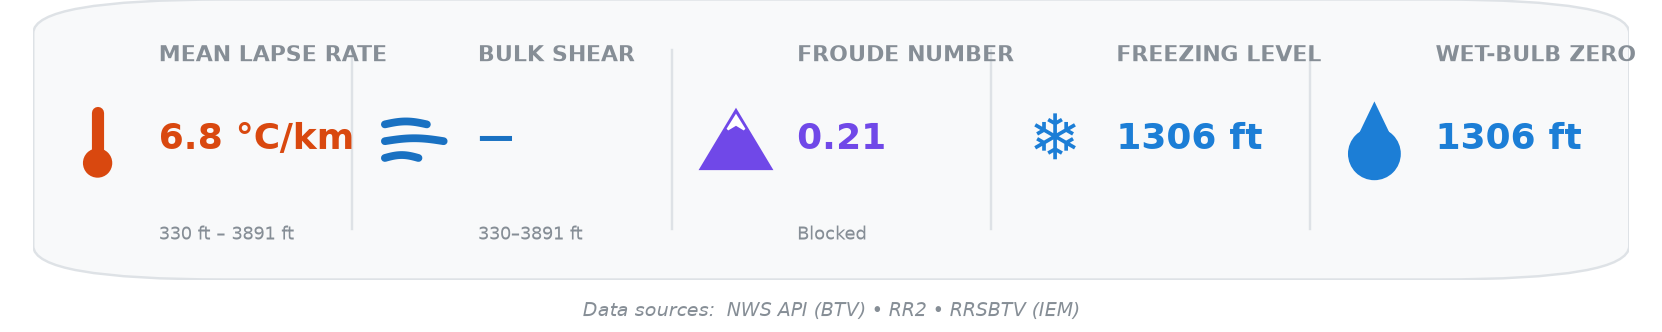 MEAN LAPSE RATE
6.8 °C/km
330 ft – 3891 ft
BULK SHEAR
—
330–3891 ft
FROUDE NUMBER
0.21
Blocked
FREEZING LEVEL
1306 ft
WET-BULB ZERO
1306 ft
Data sources:  NWS API (BTV) • RR2 • RRSBTV (IEM)